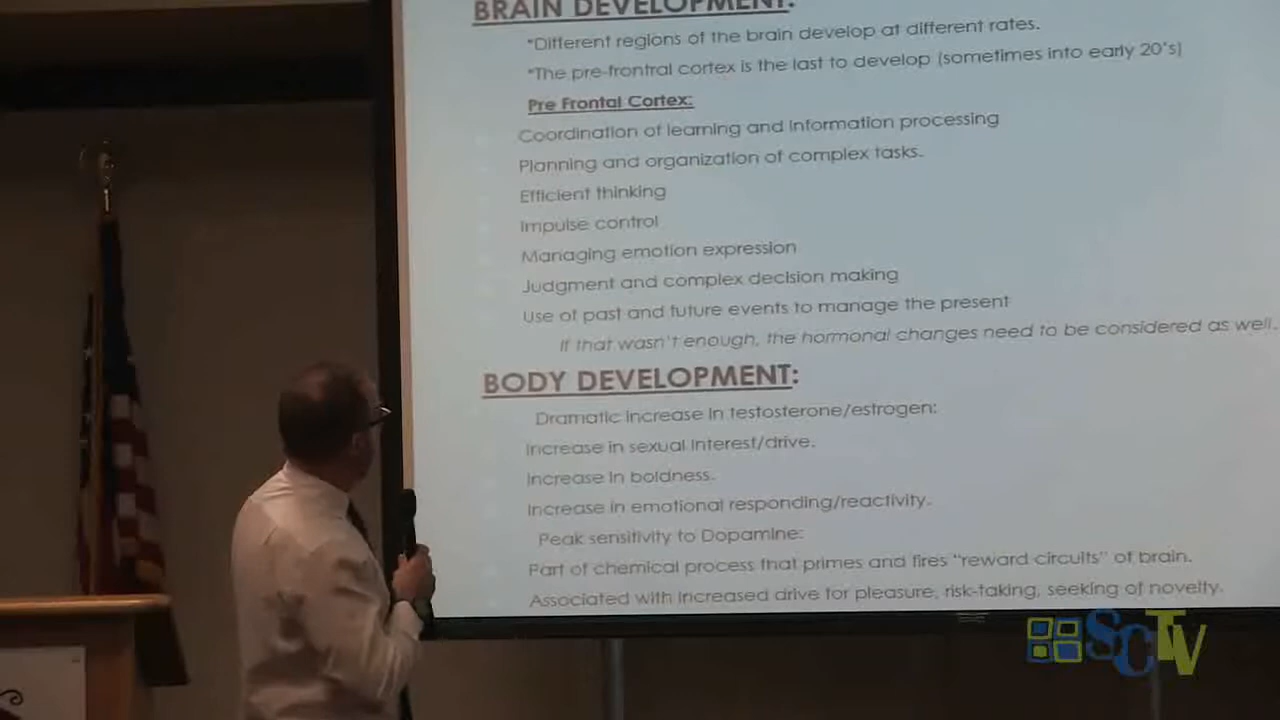 BRAIN DEVELOPMENT:
*Different regions of the brain develop at different rates.
*The pre-frontral cortex is the last to develop (sometimes into early 20's)
Pre Frontal Cortex:
Coordination of learning and information processing
Planning and organization of complex tasks.
Efficient thinking
Impulse control
Managing emotion expression
Judgment and complex decision making
Use of past and future events to manage the present
If that wasn't enough, the hormonal changes need to be considered as well.
BODY DEVELOPMENT:
Dramatic increase in testosterone/estrogen:
Increase in sexual interest/drive.
Increase in boldness.
Increase in emotional responding/reactivity.
Peak sensitivity to Dopamine:
Part of chemical process that primes and fires "reward circuits" of brain.
Associated with increased drive for pleasure, risk-taking, seeking of novelty.
SCTV